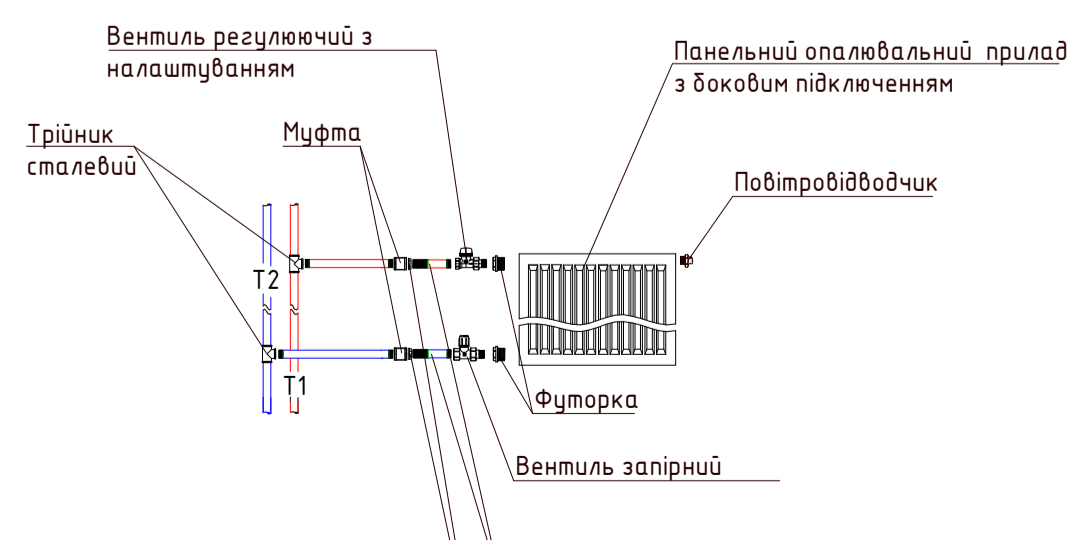 Вентиль регулюючий з
налаштуванням
Панельний опалювальний прилад
з боковим підключенням
Трійник
сталевий
Муфта
Повітровідводчик
Т2
Т1
Футорка
Вентиль запірний